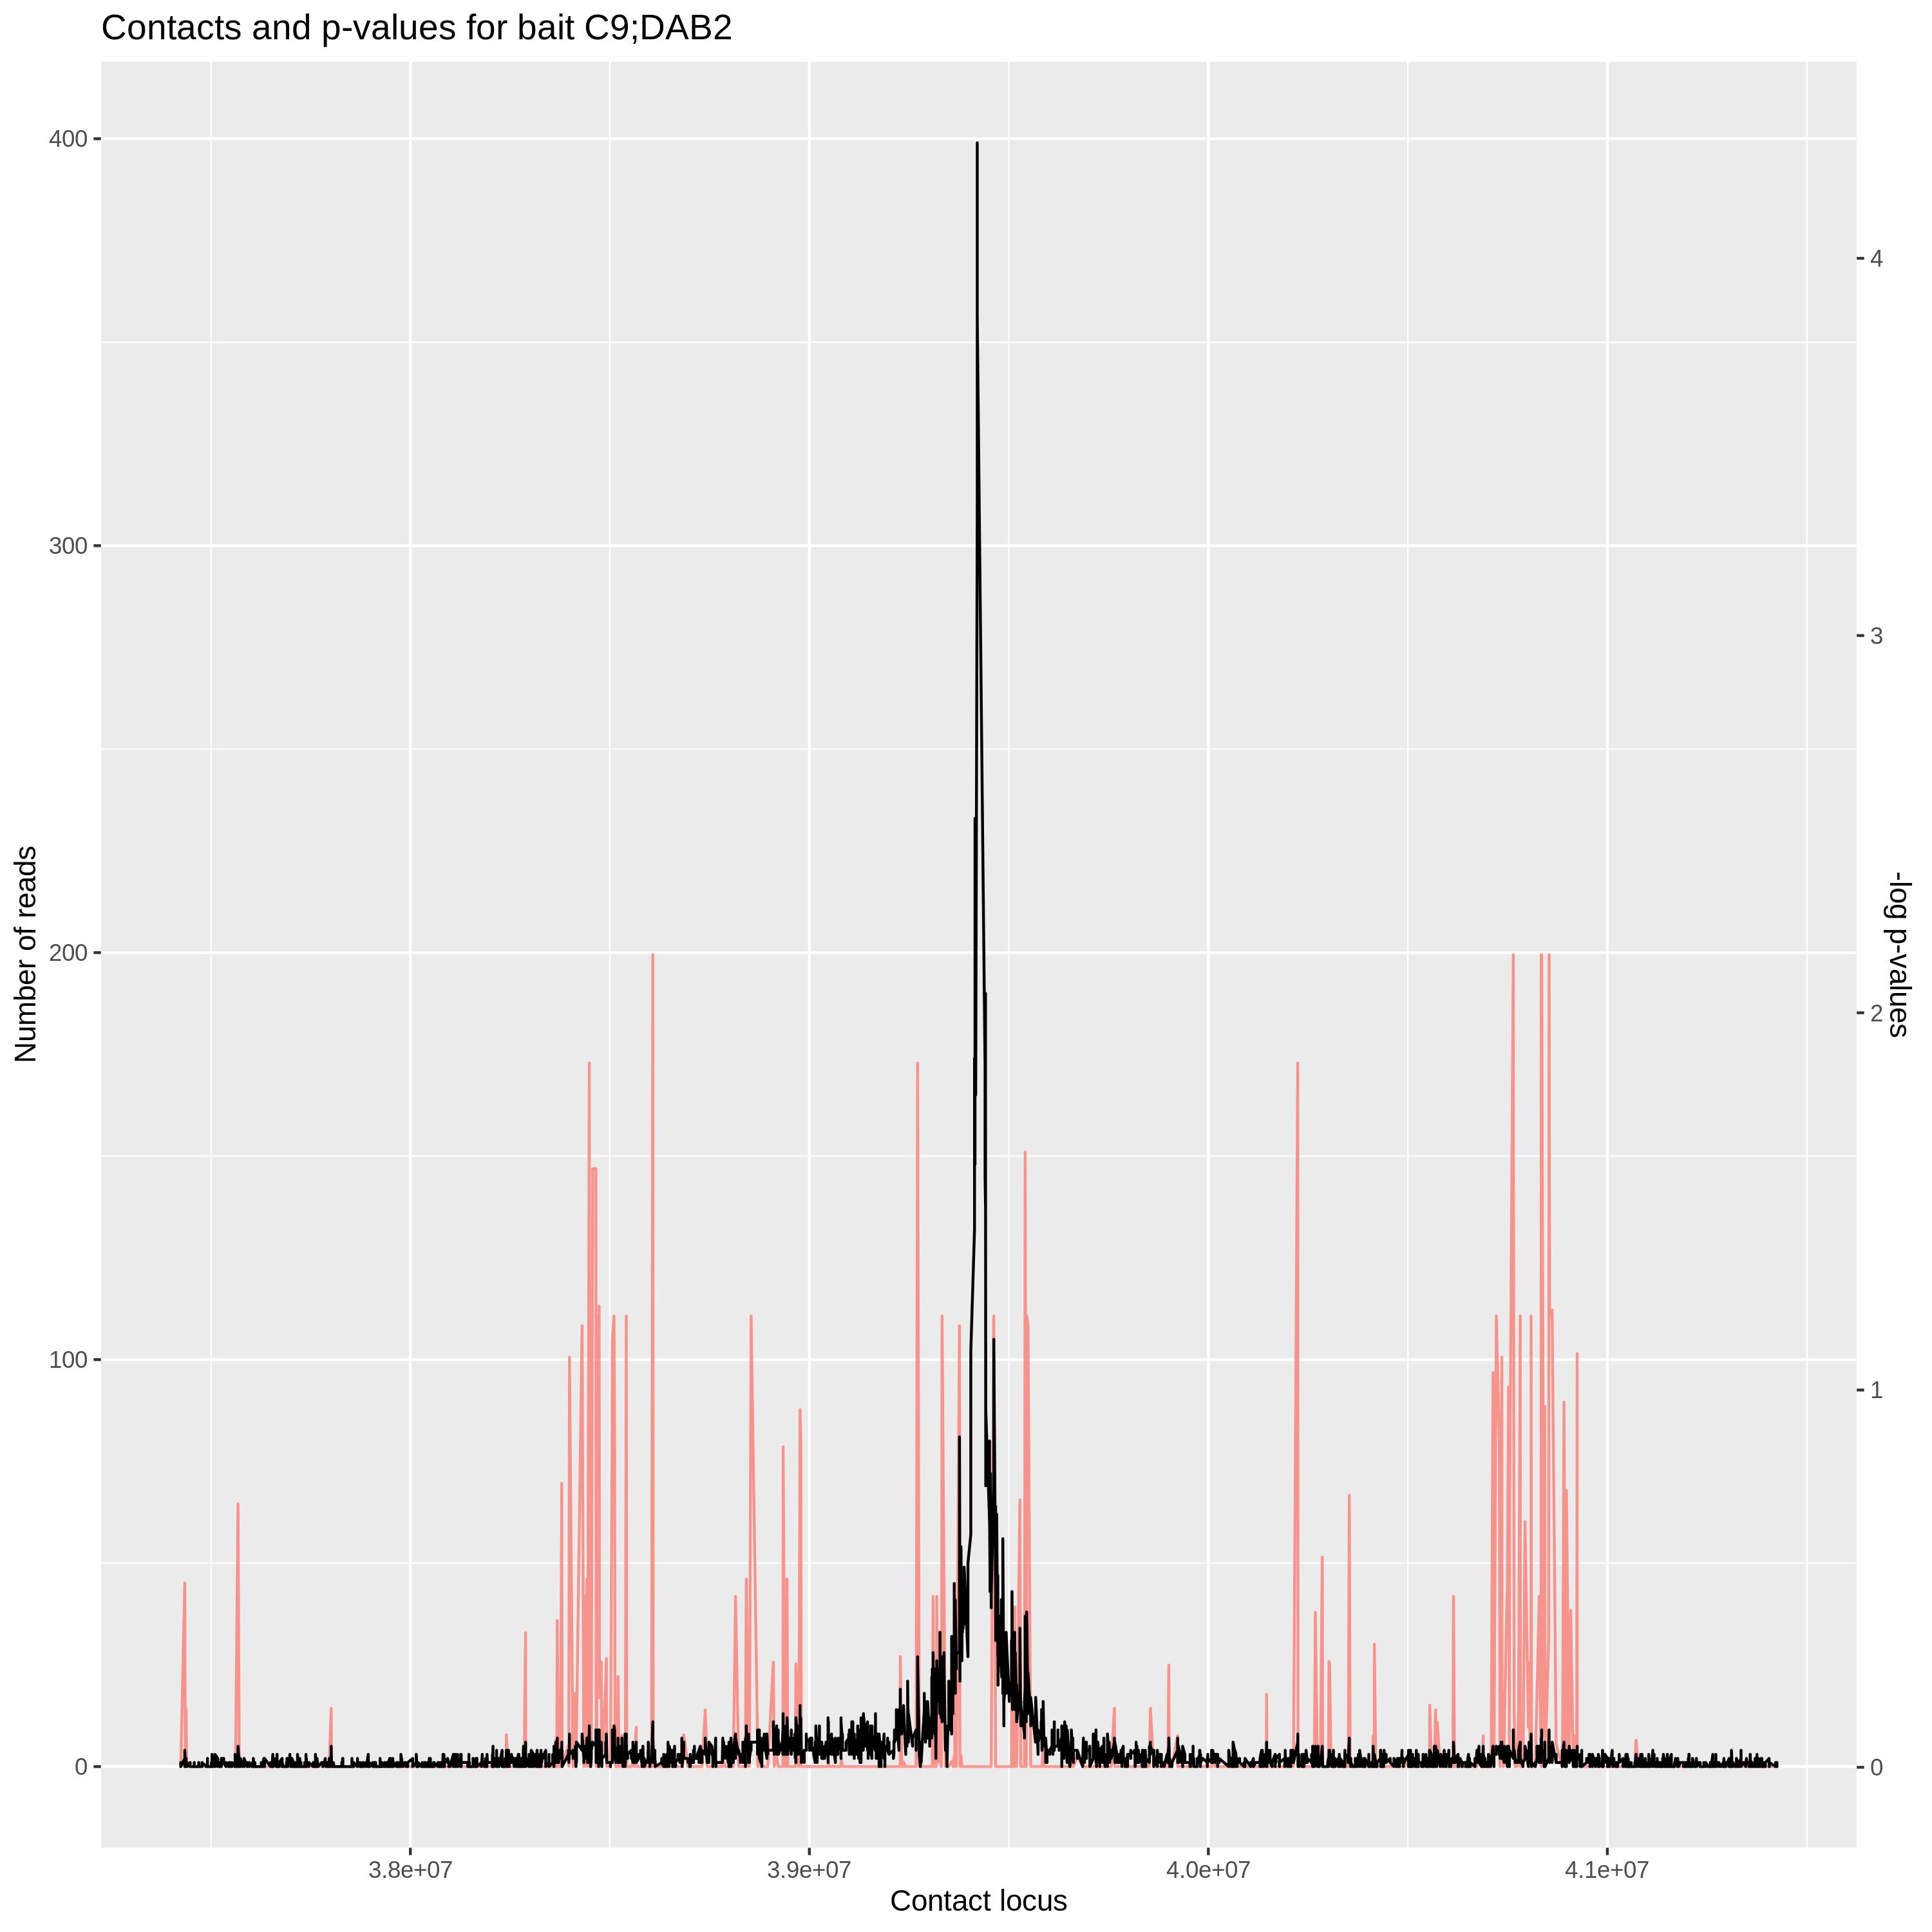 Contacts and p-values for bait C9;DAB2
400
300
200
100
0
Number of reads
4
3
2
1
0
-log p-values
3.8e+07
3.9e+07
4.0e+07
4.1e+07
Contact locus